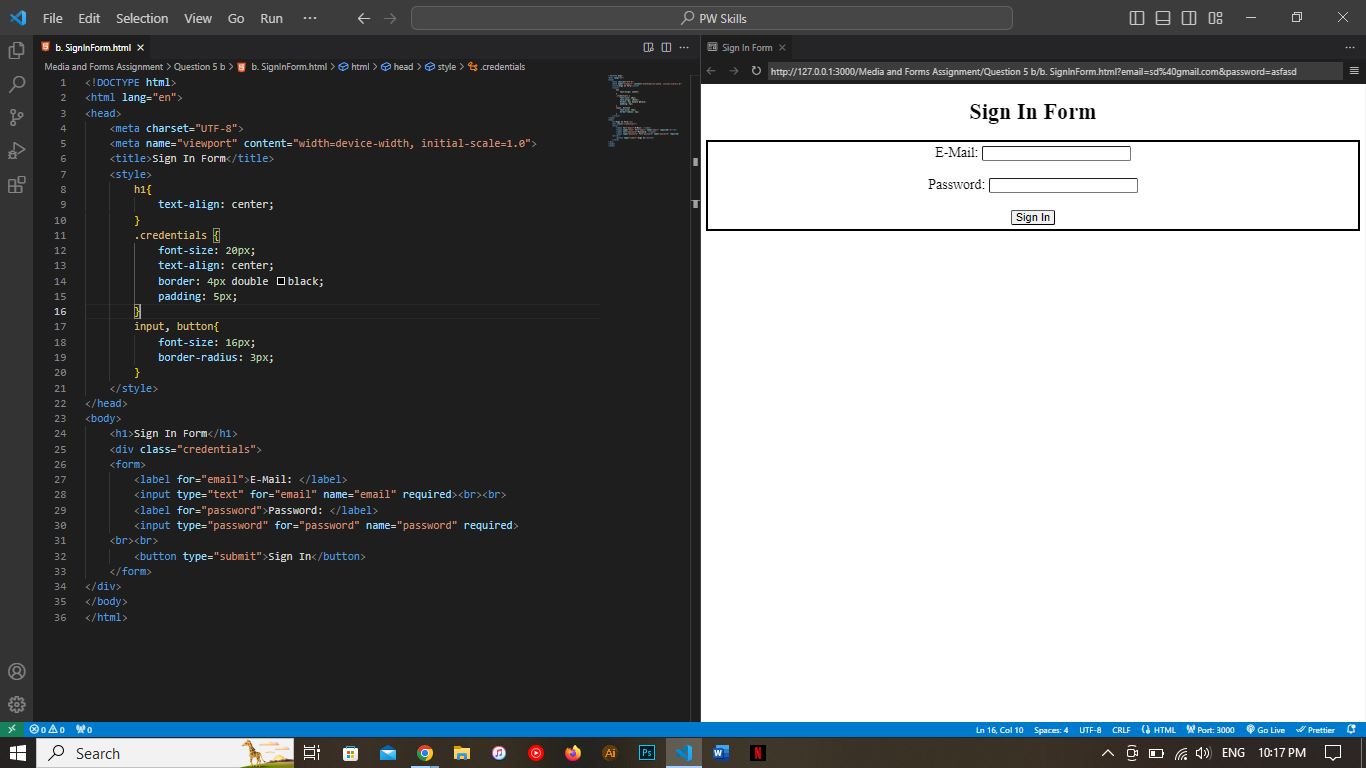 File Edit Selection View Go Run ··· PW Skills
b. SignInForm.html
Media and Forms Assignment > Question 5 b > b. SignInForm.html > html > head > style > .credentials
1 <!DOCTYPE html>
2 <html lang="en">
3 <head>
4 <meta charset="UTF-8">
5 <meta name="viewport" content="width=device-width, initial-scale=1.0">
6 <title>Sign In Form</title>
7 <style>
8 h1{
9 text-align: center;
10 }
11 .credentials {
12 font-size: 20px;
13 text-align: center;
14 border: 4px double black;
15 padding: 5px;
16 }
17 input, button{
18 font-size: 16px;
19 border-radius: 3px;
20 }
21 </style>
22 </head>
23 <body>
24 <h1>Sign In Form</h1>
25 <div class="credentials">
26 <form>
27 <label for="email">E-Mail: </label>
28 <input type="text" for="email" name="email" required><br><br>
29 <label for="password">Password: </label>
30 <input type="password" for="password" name="password" required>
31 <br><br>
32 <button type="submit">Sign In</button>
33 </form>
34 </div>
35 </body>
36 </html>
Sign In Form
http://127.0.0.1:3000/Media and Forms Assignment/Question 5 b/b. SignInForm.html?email=sd%40gmail.com&password=asfasd
Sign In Form
E-Mail:
Password:
Sign In
0 0 0 Ln 16, Col 10 Spaces: 4 UTF-8 CRLF HTML Port: 3000 Go Live Prettier
Search Ai Ps W N ENG 10:17 PM